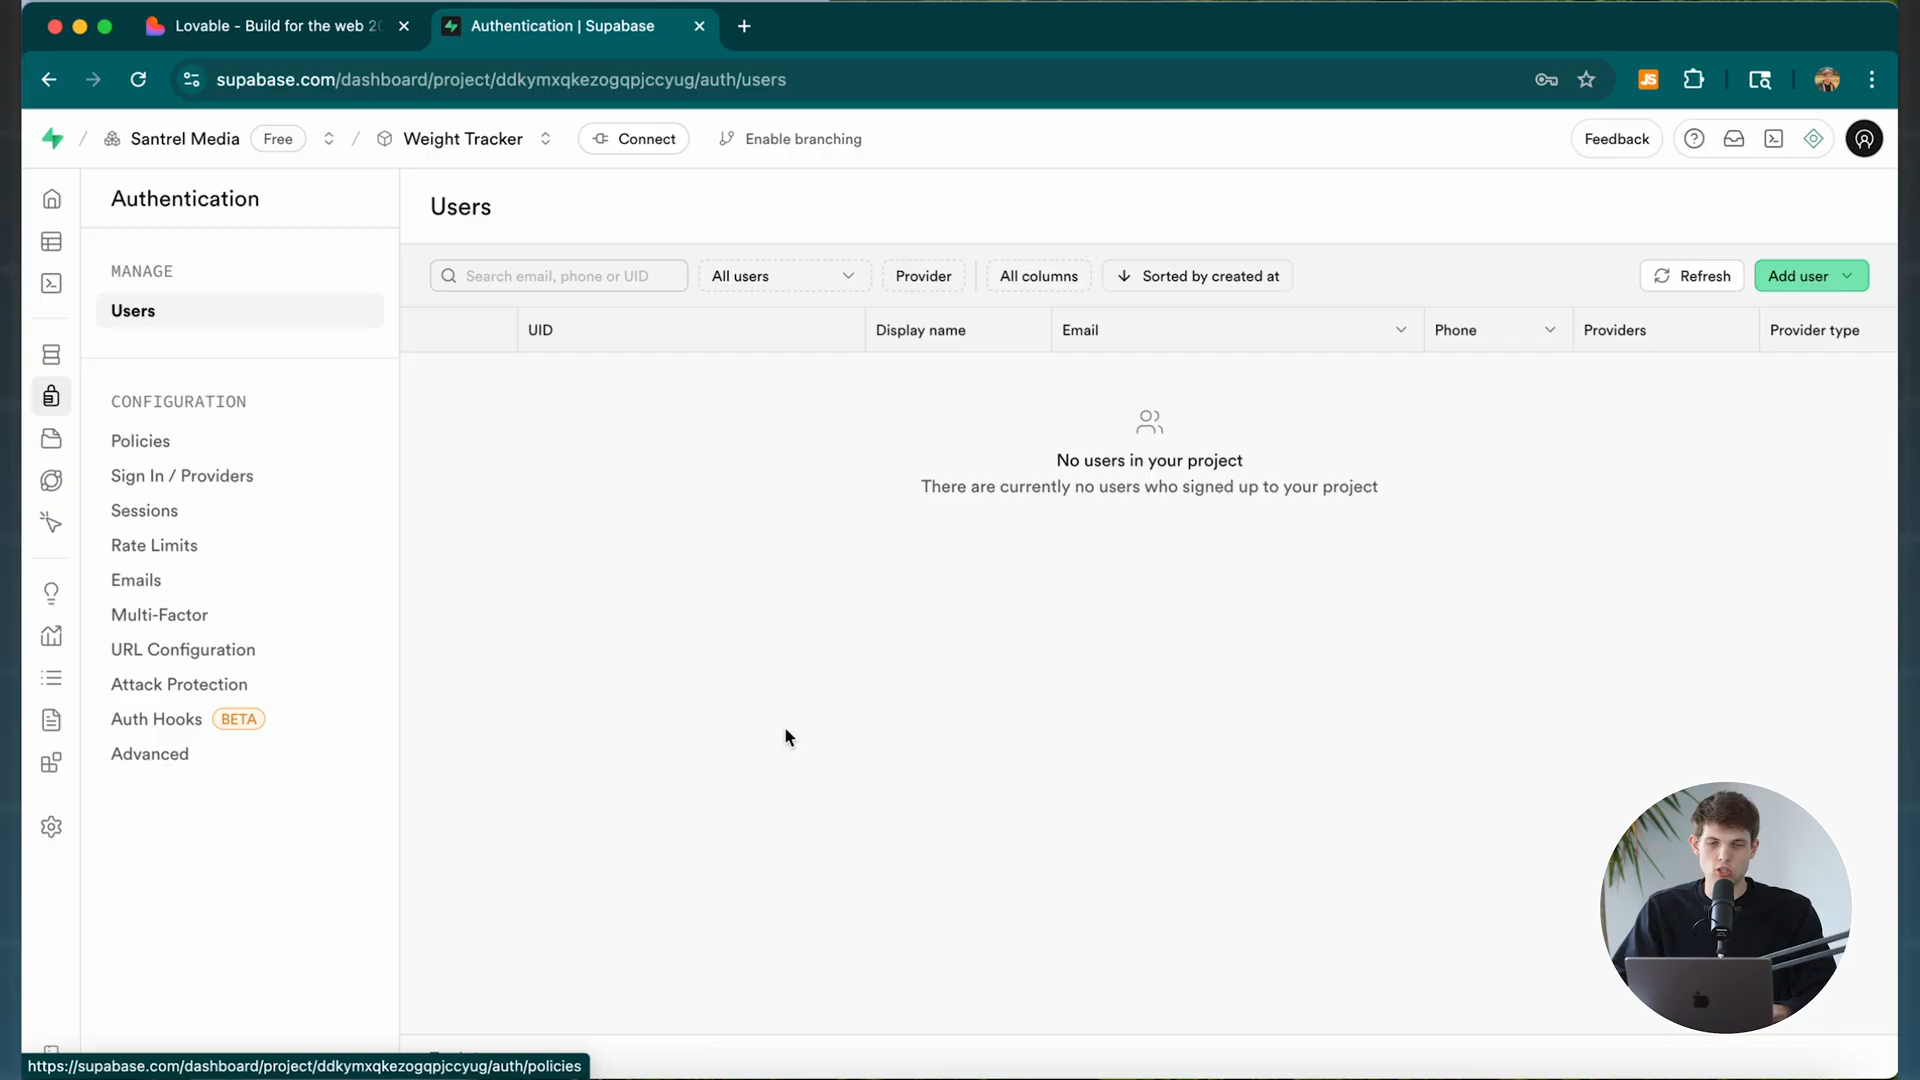 Lovable - Build for the web 20
Authentication | Supabase
supabase.com/dashboard/project/ddkymxqkezogqpjccyug/auth/users
JS
Santrel Media
Free
Weight Tracker
Connect
Enable branching
Feedback
Authentication
Users
MANAGE
Users
CONFIGURATION
Policies
Sign In / Providers
Sessions
Rate Limits
Emails
Multi-Factor
URL Configuration
Attack Protection
Auth Hooks BETA
Advanced
Search email, phone or UID
All users
Provider
All columns
Sorted by created at
Refresh
Add user
UID
Display name
Email
Phone
Providers
Provider type
No users in your project
There are currently no users who signed up to your project
https://supabase.com/dashboard/project/ddkymxqkezogqpjccyug/auth/policies